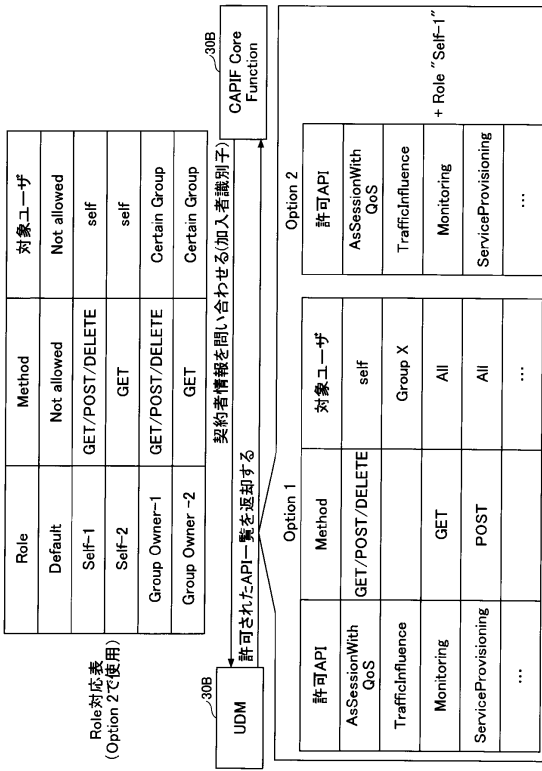 Role対応表
(Option 2で使用)
Role Method 対象ユーザ
Default Not allowed Not allowed
Self-1 GET/POST/DELETE self
Self-2 GET self
Group Owner-1 GET/POST/DELETE Certain Group
Group Owner -2 GET Certain Group
30B
UDM
30B
CAPIF Core
Function
契約者情報を問い合わせる(加入者識別子)
許可されたAPI一覧を返却する
Option 1
許可API Method 対象ユーザ
AsSessionWith
QoS GET/POST/DELETE self
TrafficInfluence Group X
Monitoring GET All
ServiceProvisioning POST All
... ...
Option 2
許可API
AsSessionWith
QoS
TrafficInfluence
Monitoring
ServiceProvisioning
...
+ Role "Self-1"